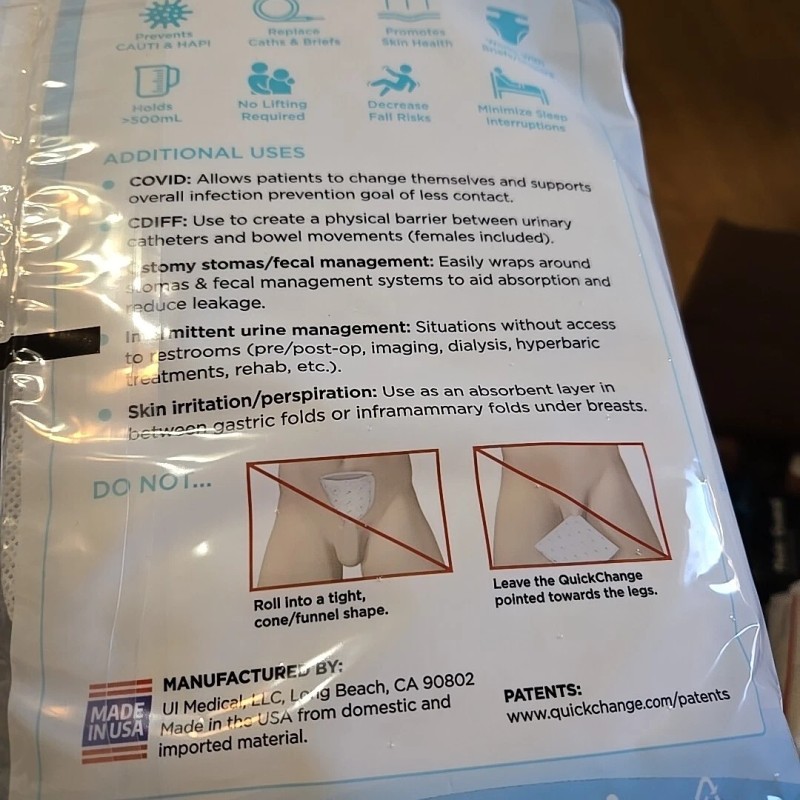 Prevents
CAUTI & HAPI
Replace
Caths & Briefs
Promotes
Skin Health
Holds
>500mL
No Lifting
Required
Decrease
Fall Risks
Minimize Sleep
Interruptions
ADDITIONAL USES
COVID: Allows patients to change themselves and supports
overall infection prevention goal of less contact.
CDIFF: Use to create a physical barrier between urinary
catheters and bowel movements (females included).
stomy stomas/fecal management: Easily wraps around
stomas & fecal management systems to aid absorption and
reduce leakage.
Intermittent urine management: Situations without access
to restrooms (pre/post-op, imaging, dialysis, hyperbaric
treatments, rehab, etc.).
Skin irritation/perspiration: Use as an absorbent layer in
between gastric folds or inframammary folds under breasts.
DO NOT...
Roll into a tight,
cone/funnel shape.
Leave the QuickChange
pointed towards the legs.
MADE
IN USA
MANUFACTURED BY:
UI Medical, LLC, Long Beach, CA 90802
Made in the USA from domestic and
imported material.
PATENTS:
www.quickchange.com/patents